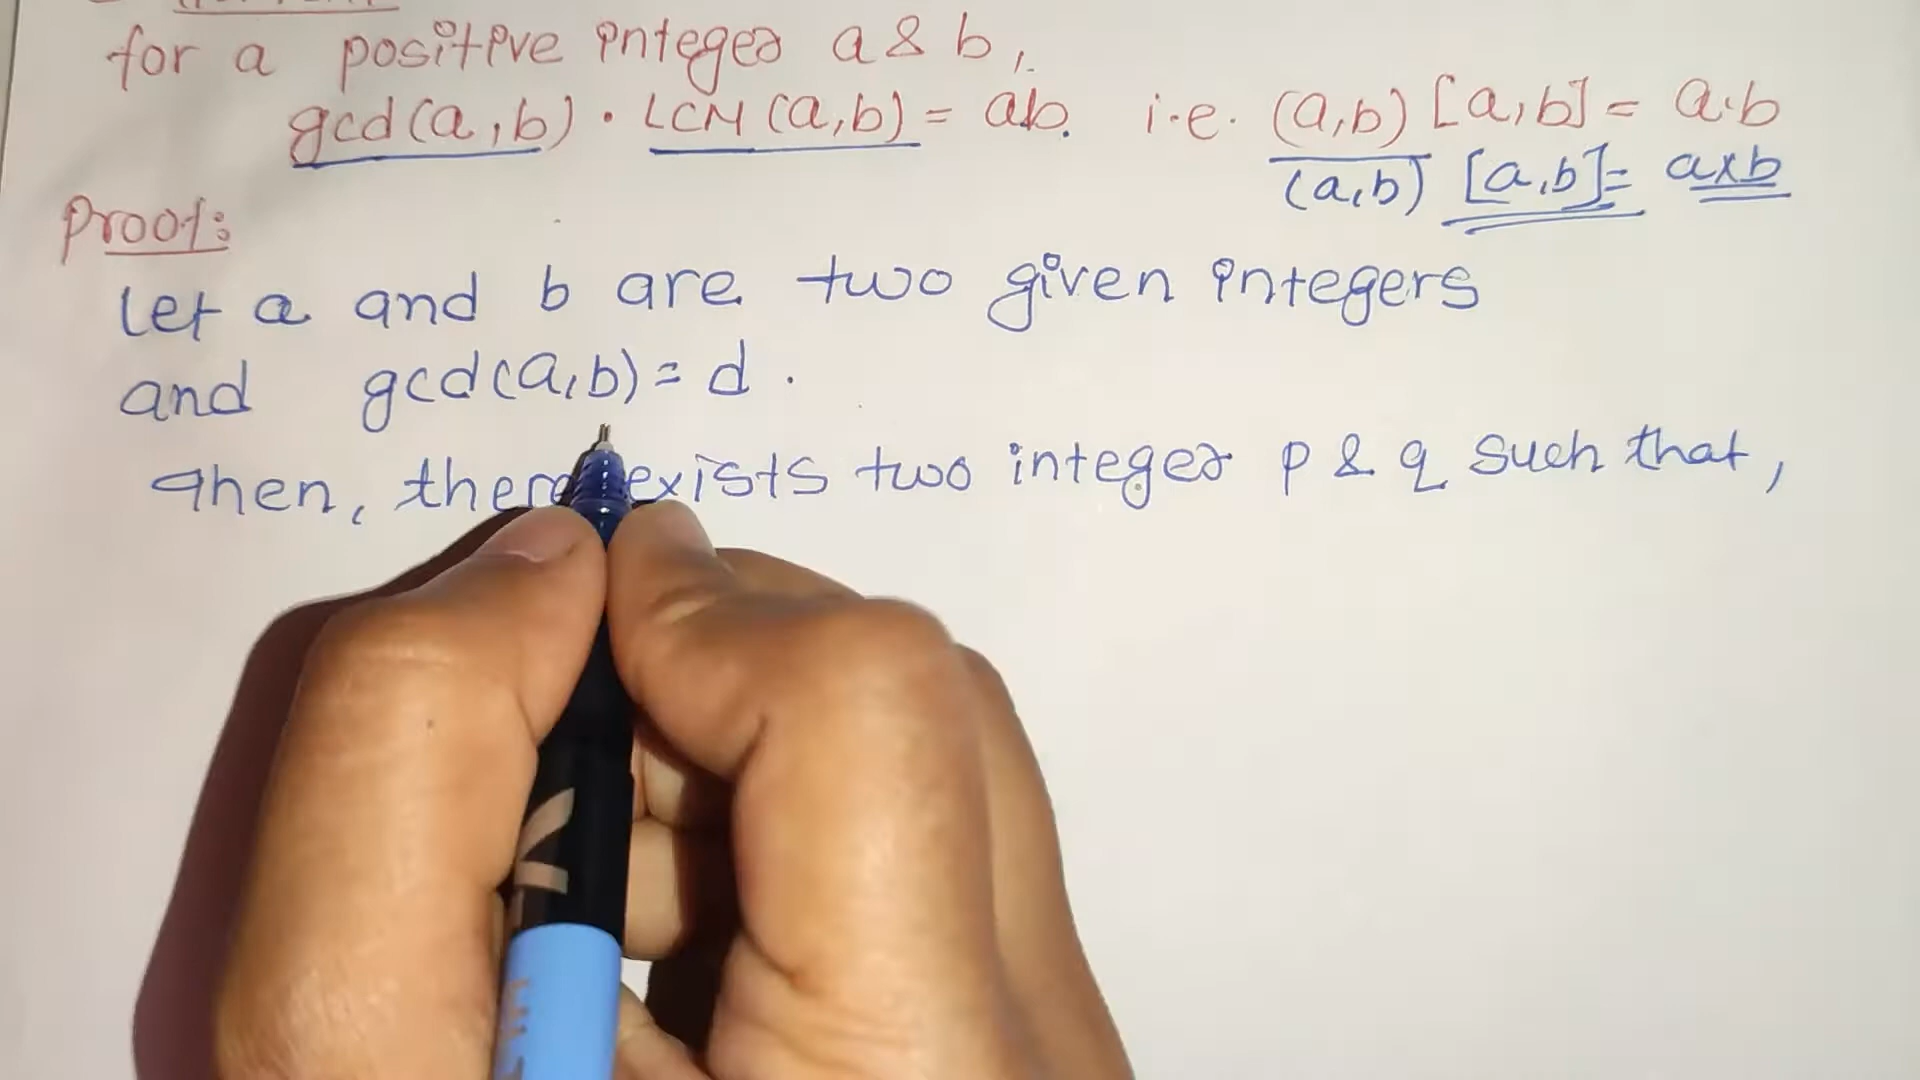 for a positive integer a & b,
gcd(a,b) · LCM(a,b) = ab. i.e. (a,b) [a,b] = a·b
(a,b) [a,b] = a×b
Proof:
Let a and b are two given integers
and gcd(a,b) = d.
Then, there exists two integer p & q such that,